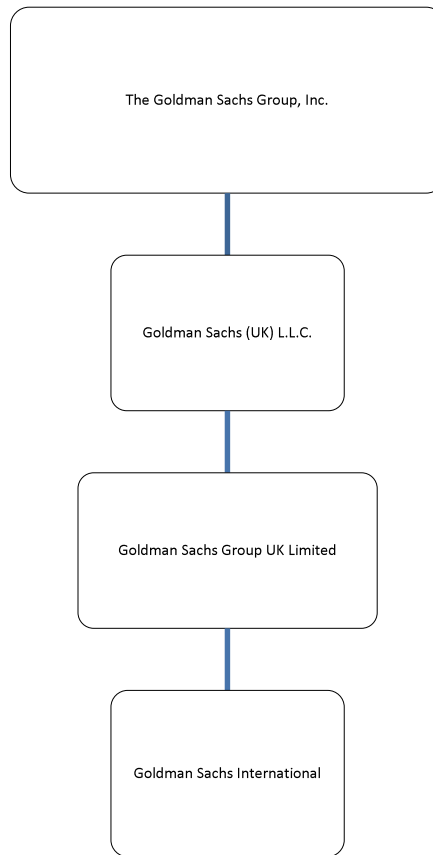 The Goldman Sachs Group, Inc.
Goldman Sachs (UK) L.L.C.
Goldman Sachs Group UK Limited
Goldman Sachs International